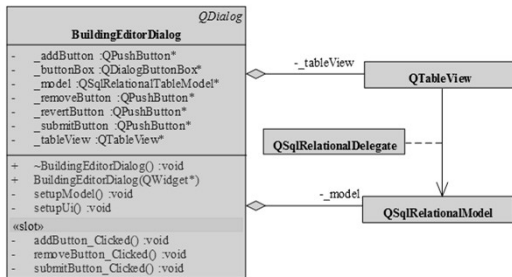 QDialog
BuildingEditorDialog
- _addButton :QPushButton*
- _buttonBox :QDialogButtonBox*
- _model :QSqlRelationalTableModel*
- _removeButton :QPushButton*
- _revertButton :QPushButton*
- _submitButton :QPushButton*
- _tableView :QTableView*
+ ~BuildingEditorDialog() :void
+ BuildingEditorDialog(QWidget*)
- setupModel() :void
- setupUi() :void
«slot»
- addButton_Clicked() :void
- removeButton_Clicked() :void
- submitButton_Clicked() :void
-_tableView
QTableView
QSqlRelationalDelegate
-_model
QSqlRelationalModel